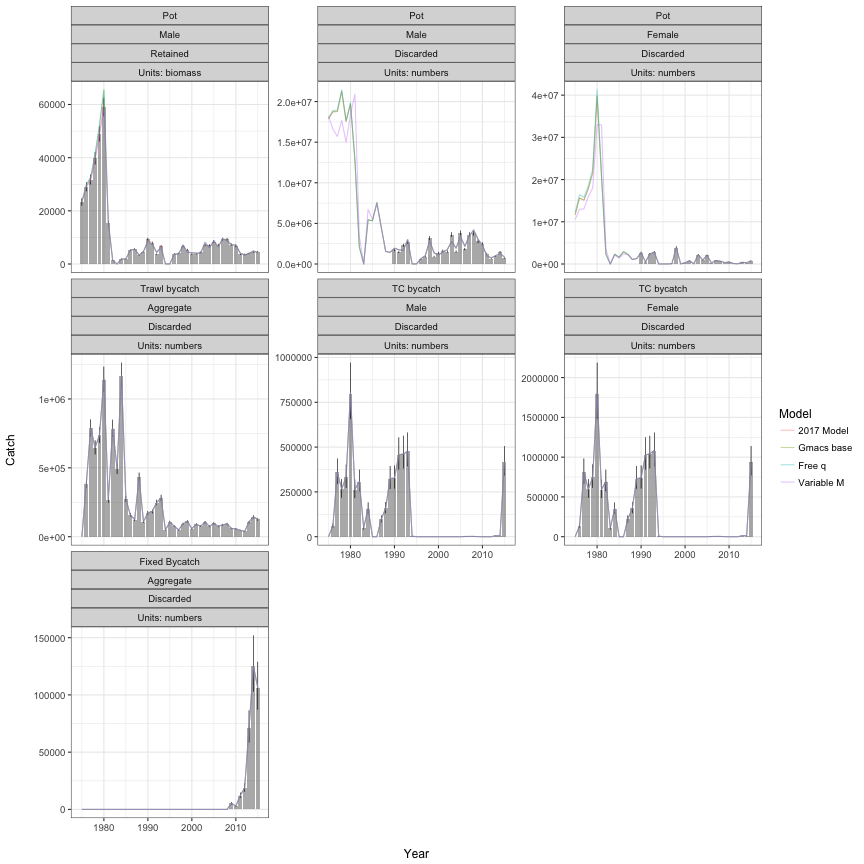 Pot
Male
Retained
Units: biomass
Pot
Male
Discarded
Units: numbers
Pot
Female
Discarded
Units: numbers
60000
40000
20000
0
2.0e+07
1.5e+07
1.0e+07
5.0e+06
0.0e+00
4e+07
3e+07
2e+07
1e+07
0e+00
Trawl bycatch
Aggregate
Discarded
Units: numbers
TC bycatch
Male
Discarded
Units: numbers
TC bycatch
Female
Discarded
Units: numbers
1e+06
5e+05
0e+00
1000000
750000
500000
250000
0
2000000
1500000
1000000
500000
0
1980 1990 2000 2010
1980 1990 2000 2010
Fixed Bycatch
Aggregate
Discarded
Units: numbers
150000
100000
50000
0
1980 1990 2000 2010
Catch
Year
Model
2017 Model
Gmacs base
Free q
Variable M